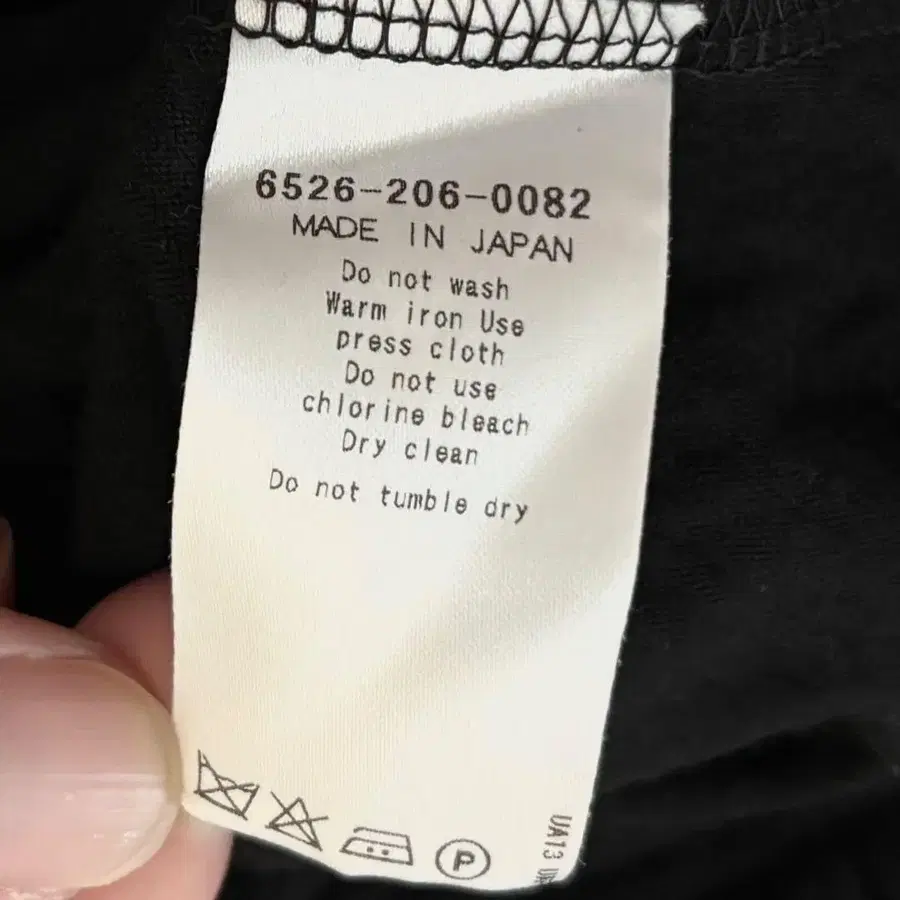 6526-206-0082
MADE IN JAPAN
Do not wash
Warm iron Use
press cloth
Do not use
chlorine bleach
Dry clean
Do not tumble dry
P
UA13